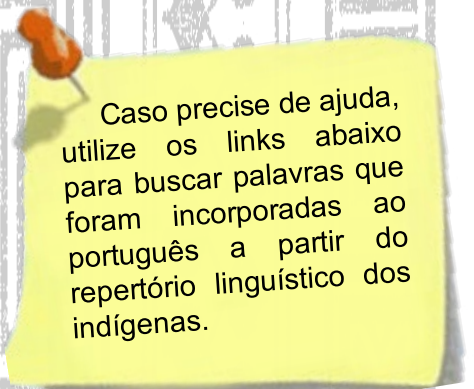 Caso precise de ajuda,
utilize os links abaixo
para buscar palavras que
foram incorporadas ao
português a partir do
repertório linguístico dos
indígenas.